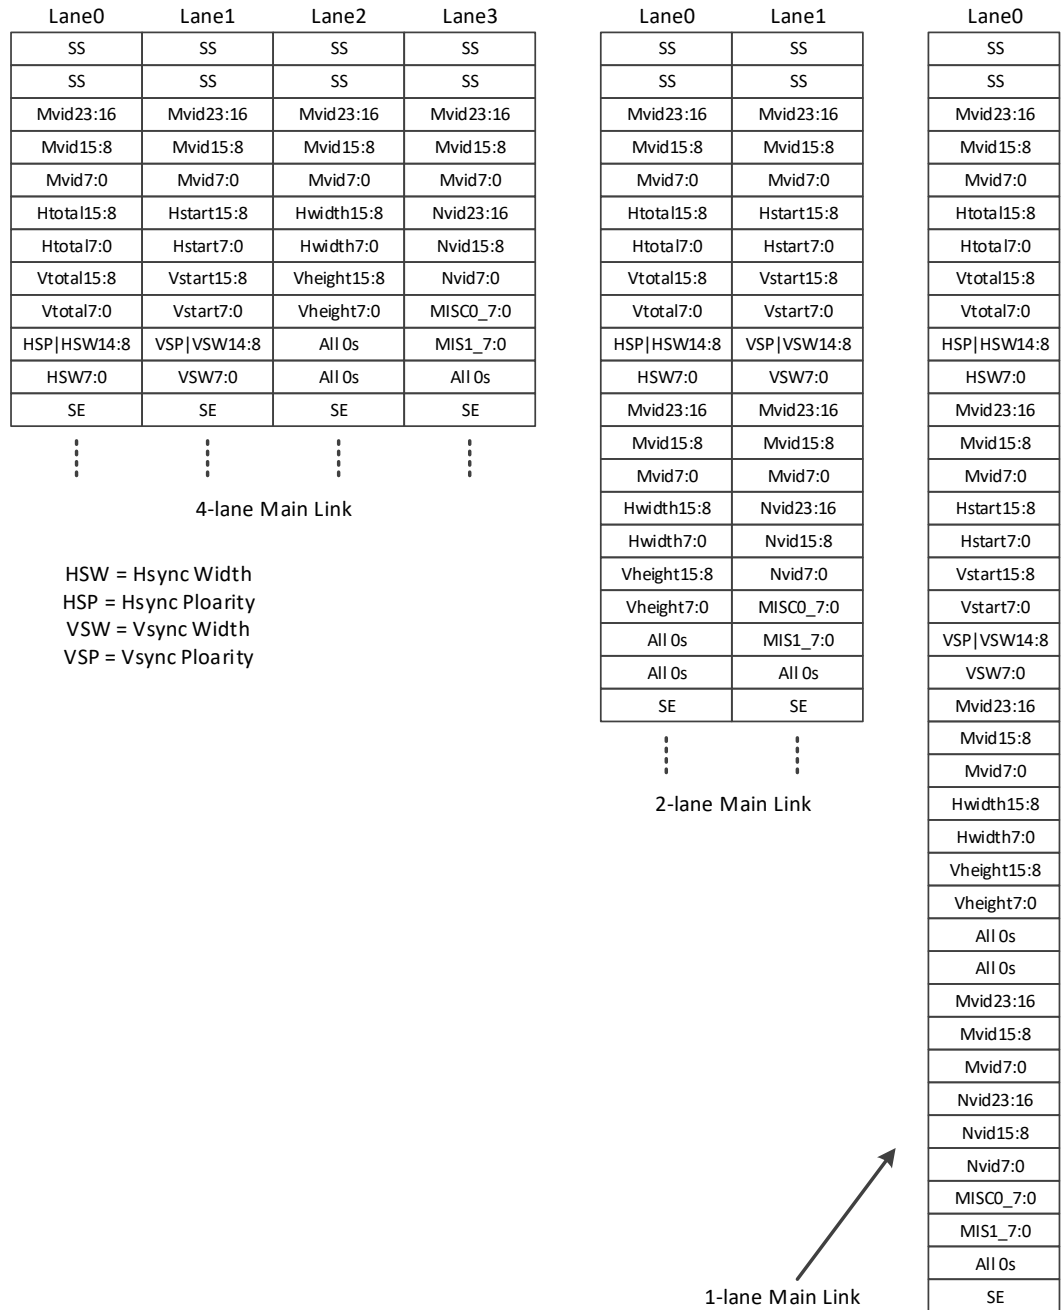 Lane0 Lane1 Lane2 Lane3
SS SS SS SS
SS SS SS SS
Mvid23:16 Mvid23:16 Mvid23:16 Mvid23:16
Mvid15:8 Mvid15:8 Mvid15:8 Mvid15:8
Mvid7:0 Mvid7:0 Mvid7:0 Mvid7:0
Htotal15:8 Hstart15:8 Hwidth15:8 Nvid23:16
Htotal7:0 Hstart7:0 Hwidth7:0 Nvid15:8
Vtotal15:8 Vstart15:8 Vheight15:8 Nvid7:0
Vtotal7:0 Vstart7:0 Vheight7:0 MISC0_7:0
HSP|HSW14:8 VSP|VSW14:8 All 0s MIS1_7:0
HSW7:0 VSW7:0 All 0s All 0s
SE SE SE SE
4-lane Main Link
HSW = Hsync Width
HSP = Hsync Ploarity
VSW = Vsync Width
VSP = Vsync Ploarity
Lane0 Lane1
SS SS
SS SS
Mvid23:16 Mvid23:16
Mvid15:8 Mvid15:8
Mvid7:0 Mvid7:0
Htotal15:8 Hstart15:8
Htotal7:0 Hstart7:0
Vtotal15:8 Vstart15:8
Vtotal7:0 Vstart7:0
HSP|HSW14:8 VSP|VSW14:8
HSW7:0 VSW7:0
Mvid23:16 Mvid23:16
Mvid15:8 Mvid15:8
Mvid7:0 Mvid7:0
Hwidth15:8 Nvid23:16
Hwidth7:0 Nvid15:8
Vheight15:8 Nvid7:0
Vheight7:0 MISC0_7:0
All 0s MIS1_7:0
All 0s All 0s
SE SE
2-lane Main Link
Lane0
SS
SS
Mvid23:16
Mvid15:8
Mvid7:0
Htotal15:8
Htotal7:0
Vtotal15:8
Vtotal7:0
HSP|HSW14:8
HSW7:0
Mvid23:16
Mvid15:8
Mvid7:0
Hstart15:8
Hstart7:0
Vstart15:8
Vstart7:0
VSP|VSW14:8
VSW7:0
Mvid23:16
Mvid15:8
Mvid7:0
Hwidth15:8
Hwidth7:0
Vheight15:8
Vheight7:0
All 0s
All 0s
Mvid23:16
Mvid15:8
Mvid7:0
Nvid23:16
Nvid15:8
Nvid7:0
MISC0_7:0
MIS1_7:0
All 0s
SE
1-lane Main Link